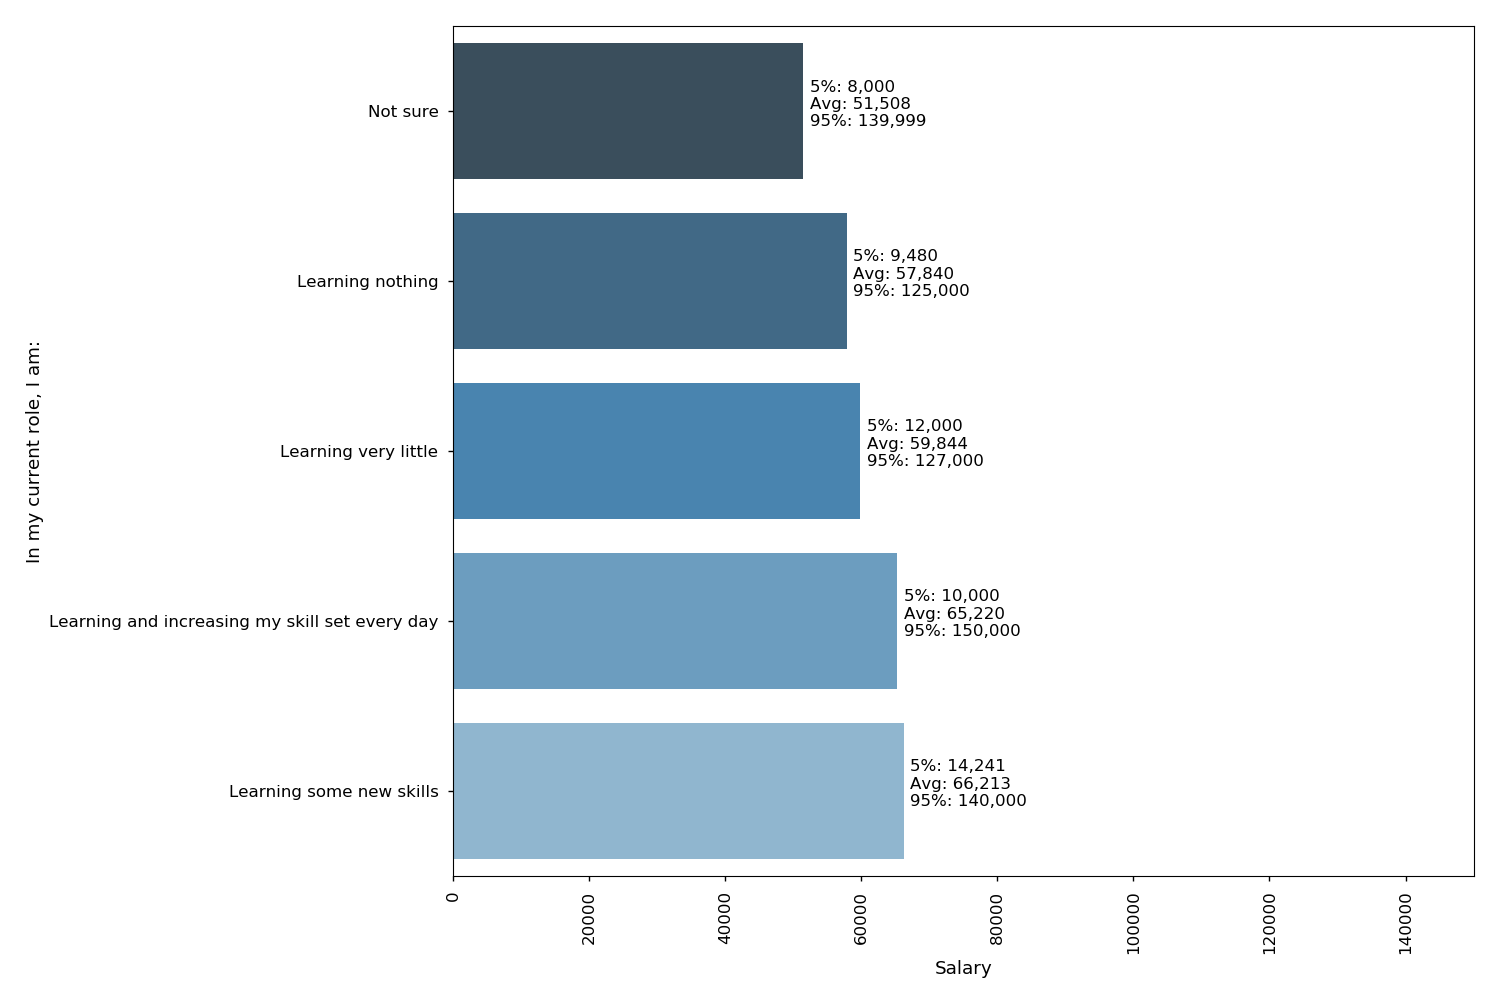 In my current role, I am:
Not sure
5%: 8,000
Avg: 51,508
95%: 139,999
Learning nothing
5%: 9,480
Avg: 57,840
95%: 125,000
Learning very little
5%: 12,000
Avg: 59,844
95%: 127,000
Learning and increasing my skill set every day
5%: 10,000
Avg: 65,220
95%: 150,000
Learning some new skills
5%: 14,241
Avg: 66,213
95%: 140,000
0
20000
40000
60000
80000
100000
120000
140000
Salary